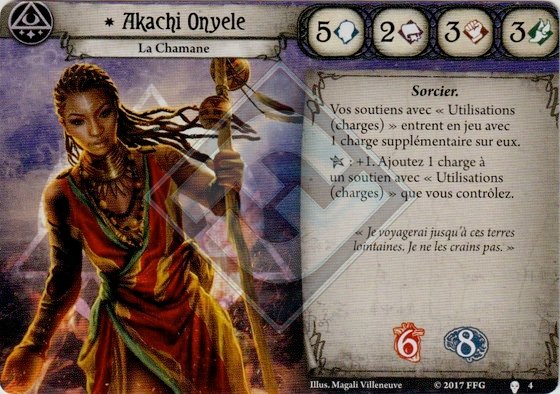 ✷ Akachi Onyele
La Chamane
5 2 3 3
Sorcier.
Vos soutiens avec « Utilisations
(charges) » entrent en jeu avec
1 charge supplémentaire sur eux.
: +1. Ajoutez 1 charge à
un soutien avec « Utilisations
(charges) » que vous contrôlez.
« Je voyagerai jusqu'à ces terres
lointaines. Je ne les crains pas. »
6 8
Illus. Magali Villeneuve © 2017 FFG 4